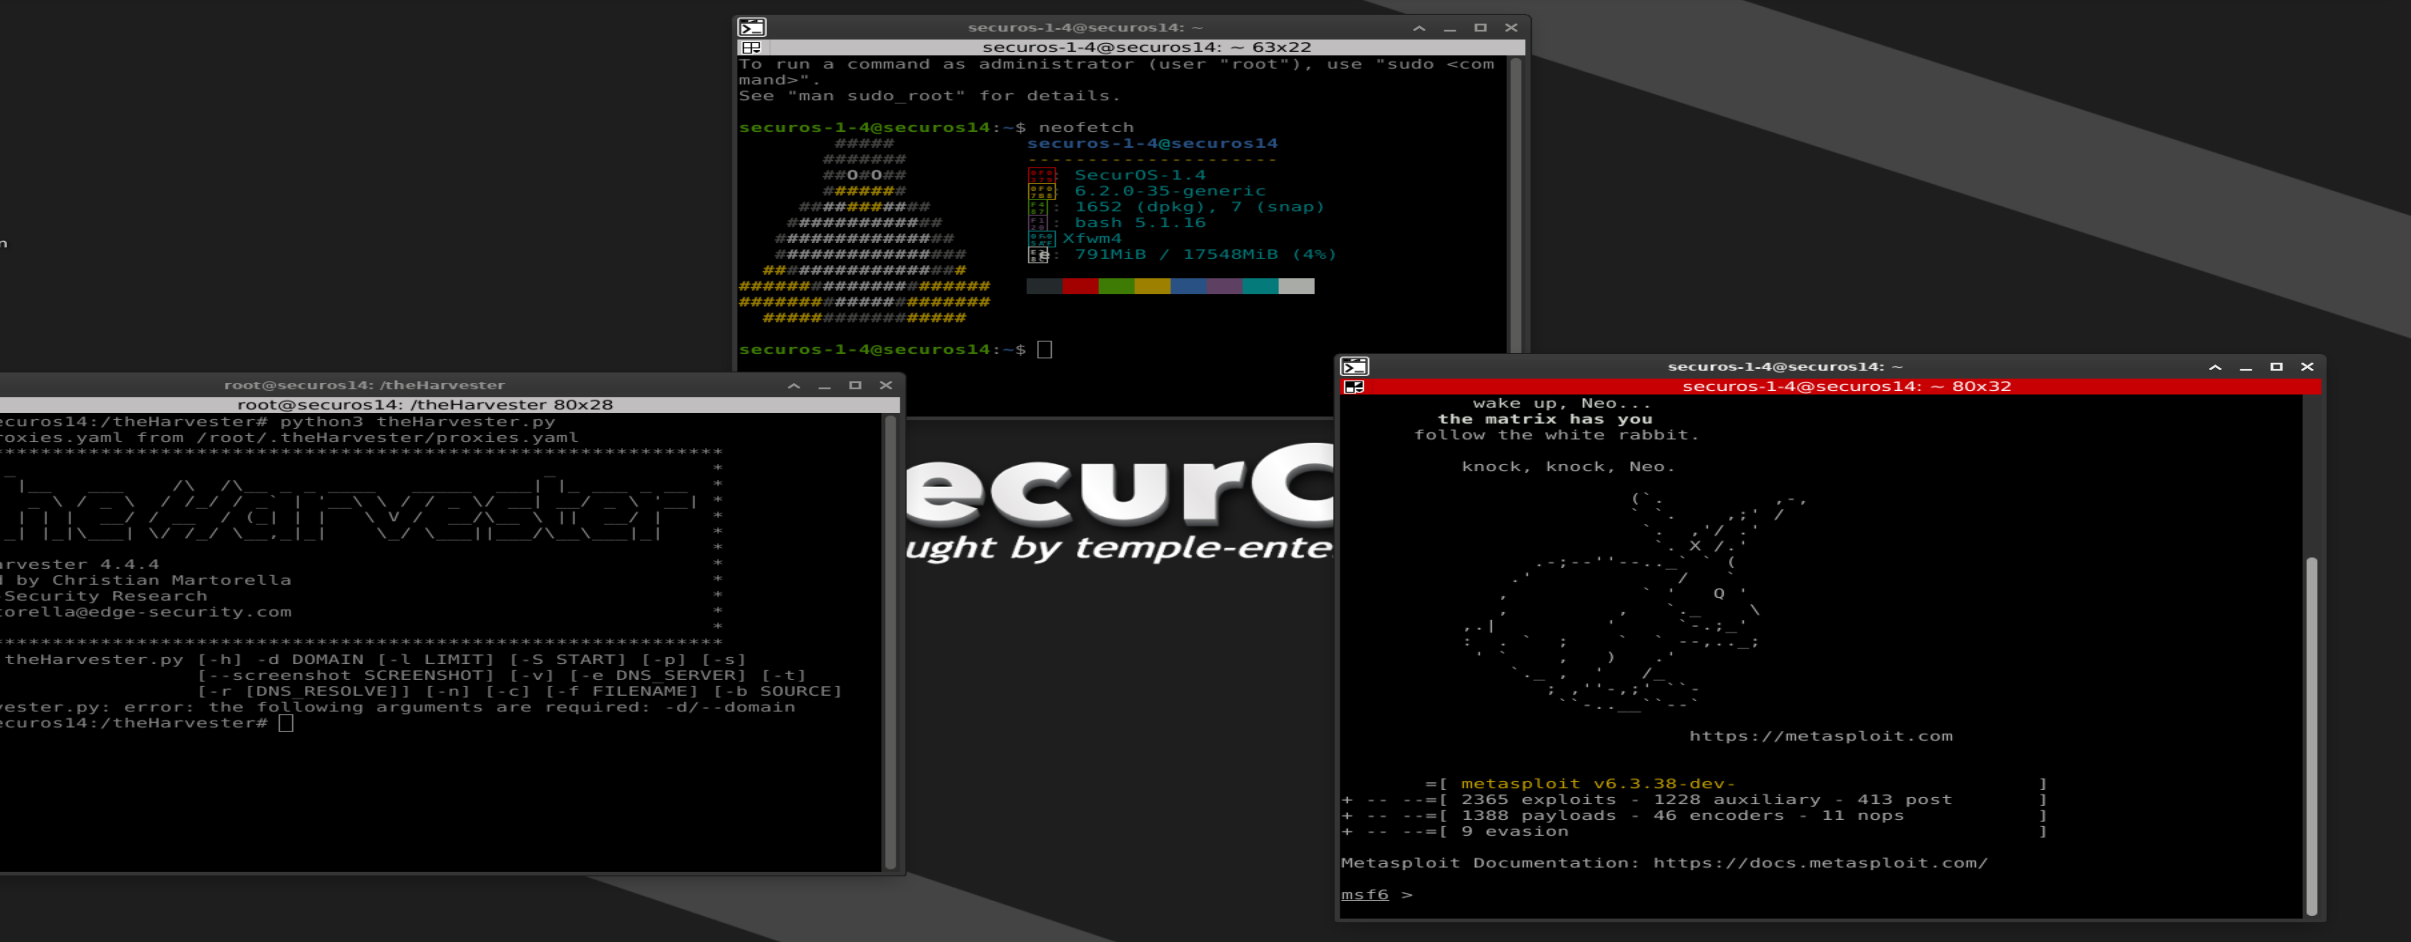 securos-1-4@securos14: ~
securos-1-4@securos14: ~ 63x22
To run a command as administrator (user "root"), use "sudo <com
mand>".
See "man sudo_root" for details.
securos-1-4@securos14:~$ neofetch
securos-1-4@securos14
---------------------
: SecurOS-1.4
: 6.2.0-35-generic
: 1652 (dpkg), 7 (snap)
: bash 5.1.16
Xfwm4
: 791MiB / 17548MiB (4%)
securos-1-4@securos14:~$
n
root@securos14: /theHarvester
root@securos14: /theHarvester 80x28
ecuros14:/theHarvester# python3 theHarvester.py
oxies.yaml from /root/.theHarvester/proxies.yaml
theHarvester
arvester 4.4.4
d by Christian Martorella
-Security Research
torella@edge-security.com
theHarvester.py [-h] -d DOMAIN [-l LIMIT] [-S START] [-p] [-s]
[--screenshot SCREENSHOT] [-v] [-e DNS_SERVER] [-t]
[-r [DNS_RESOLVE]] [-n] [-c] [-f FILENAME] [-b SOURCE]
vester.py: error: the following arguments are required: -d/--domain
ecuros14:/theHarvester#
ecurO
ught by temple-ente
securos-1-4@securos14: ~
securos-1-4@securos14: ~ 80x32
wake up, Neo...
the matrix has you
follow the white rabbit.
knock, knock, Neo.
https://metasploit.com
=[ metasploit v6.3.38-dev- ]
+ -- --=[ 2365 exploits - 1228 auxiliary - 413 post ]
+ -- --=[ 1388 payloads - 46 encoders - 11 nops ]
+ -- --=[ 9 evasion ]
Metasploit Documentation: https://docs.metasploit.com/
msf6 >